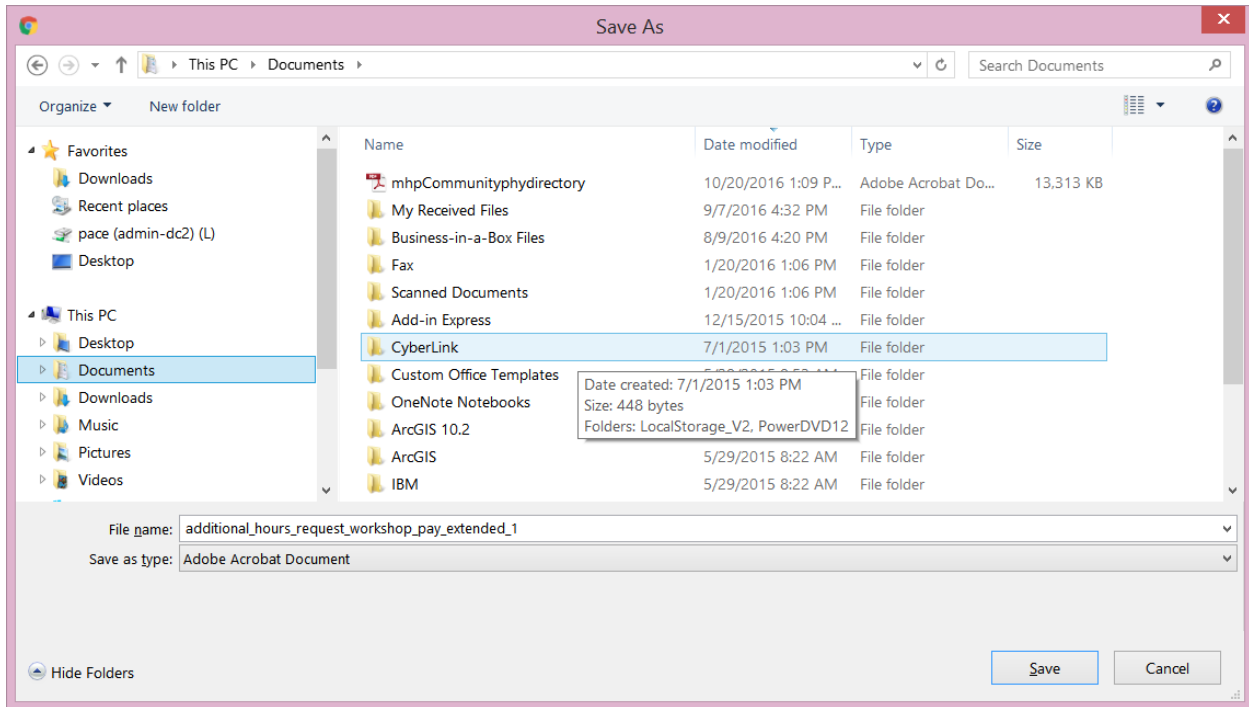 Save As
This PC Documents
Search Documents
Organize New folder
Name Date modified Type Size
Favorites
Downloads
Recent places
pace (admin-dc2) (L)
Desktop
This PC
Desktop
Documents
Downloads
Music
Pictures
Videos
mhpCommunityphydirectory 10/20/2016 1:09 P... Adobe Acrobat Do... 13,313 KB
My Received Files 9/7/2016 4:32 PM File folder
Business-in-a-Box Files 8/9/2016 4:20 PM File folder
Fax 1/20/2016 1:06 PM File folder
Scanned Documents 1/20/2016 1:06 PM File folder
Add-in Express 12/15/2015 10:04 ... File folder
CyberLink 7/1/2015 1:03 PM File folder
Custom Office Templates File folder
OneNote Notebooks File folder
ArcGIS 10.2 File folder
ArcGIS 5/29/2015 8:22 AM File folder
IBM 5/29/2015 8:22 AM File folder
Date created: 7/1/2015 1:03 PM
Size: 448 bytes
Folders: LocalStorage_V2, PowerDVD12
File name: additional_hours_request_workshop_pay_extended_1
Save as type: Adobe Acrobat Document
Hide Folders
Save
Cancel